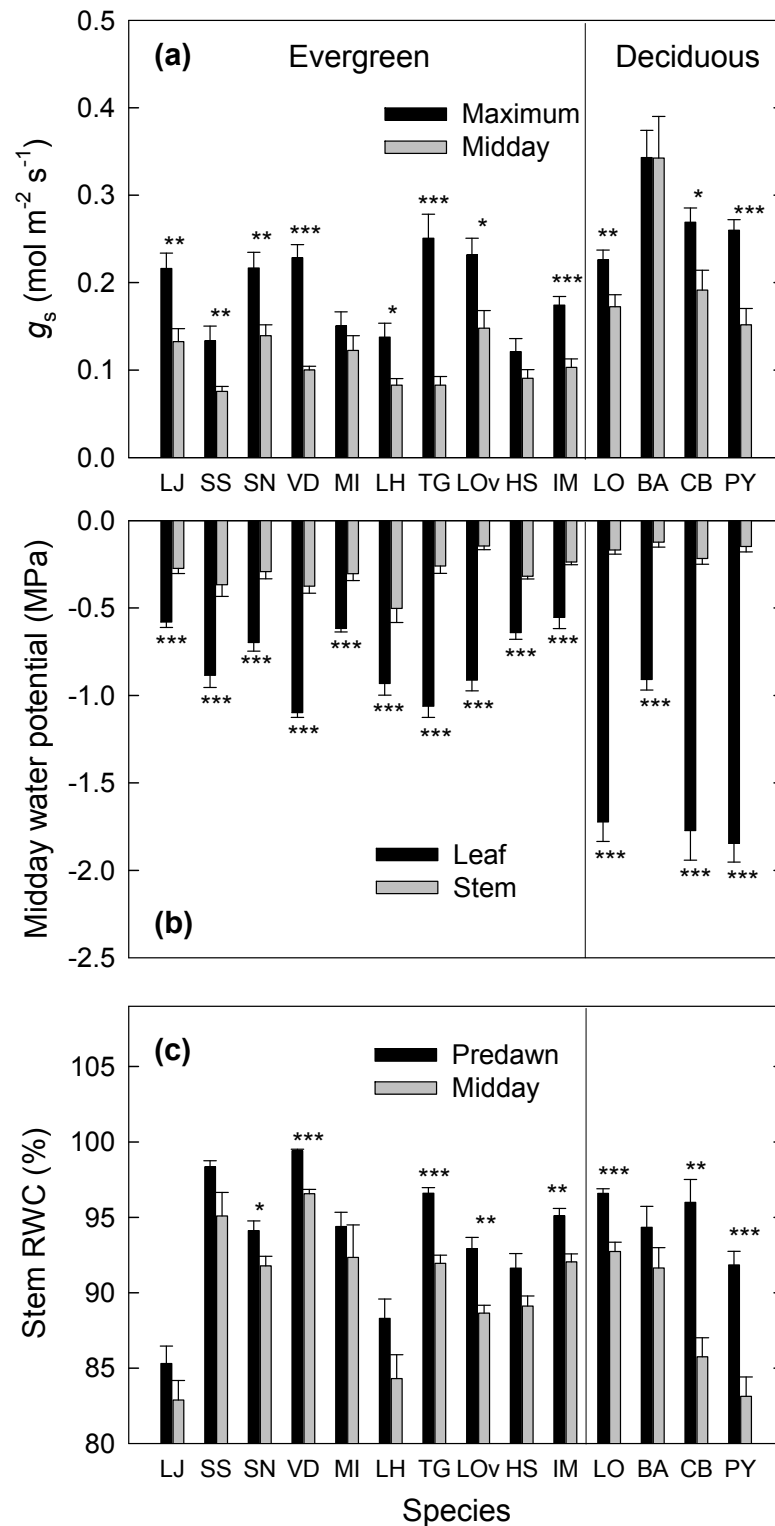 0.5
(a) Evergreen Deciduous
Maximum
Midday
0.4
0.3
0.2
0.1
0.0
gs (mol m-2 s-1)
** ** ** *** * *** * *** ** * ***
LJ SS SN VD MI LH TG LOv HS IM LO BA CB PY
0.0
-0.5
-1.0
-1.5
-2.0
-2.5
Midday water potential (MPa)
*** *** *** *** *** *** *** *** *** *** *** *** *** ***
Leaf
Stem
(b)
(c)
Predawn
Midday
105
100
95
90
85
80
Stem RWC (%)
* *** *** ** ** *** ** ***
LJ SS SN VD MI LH TG LOv HS IM LO BA CB PY
Species